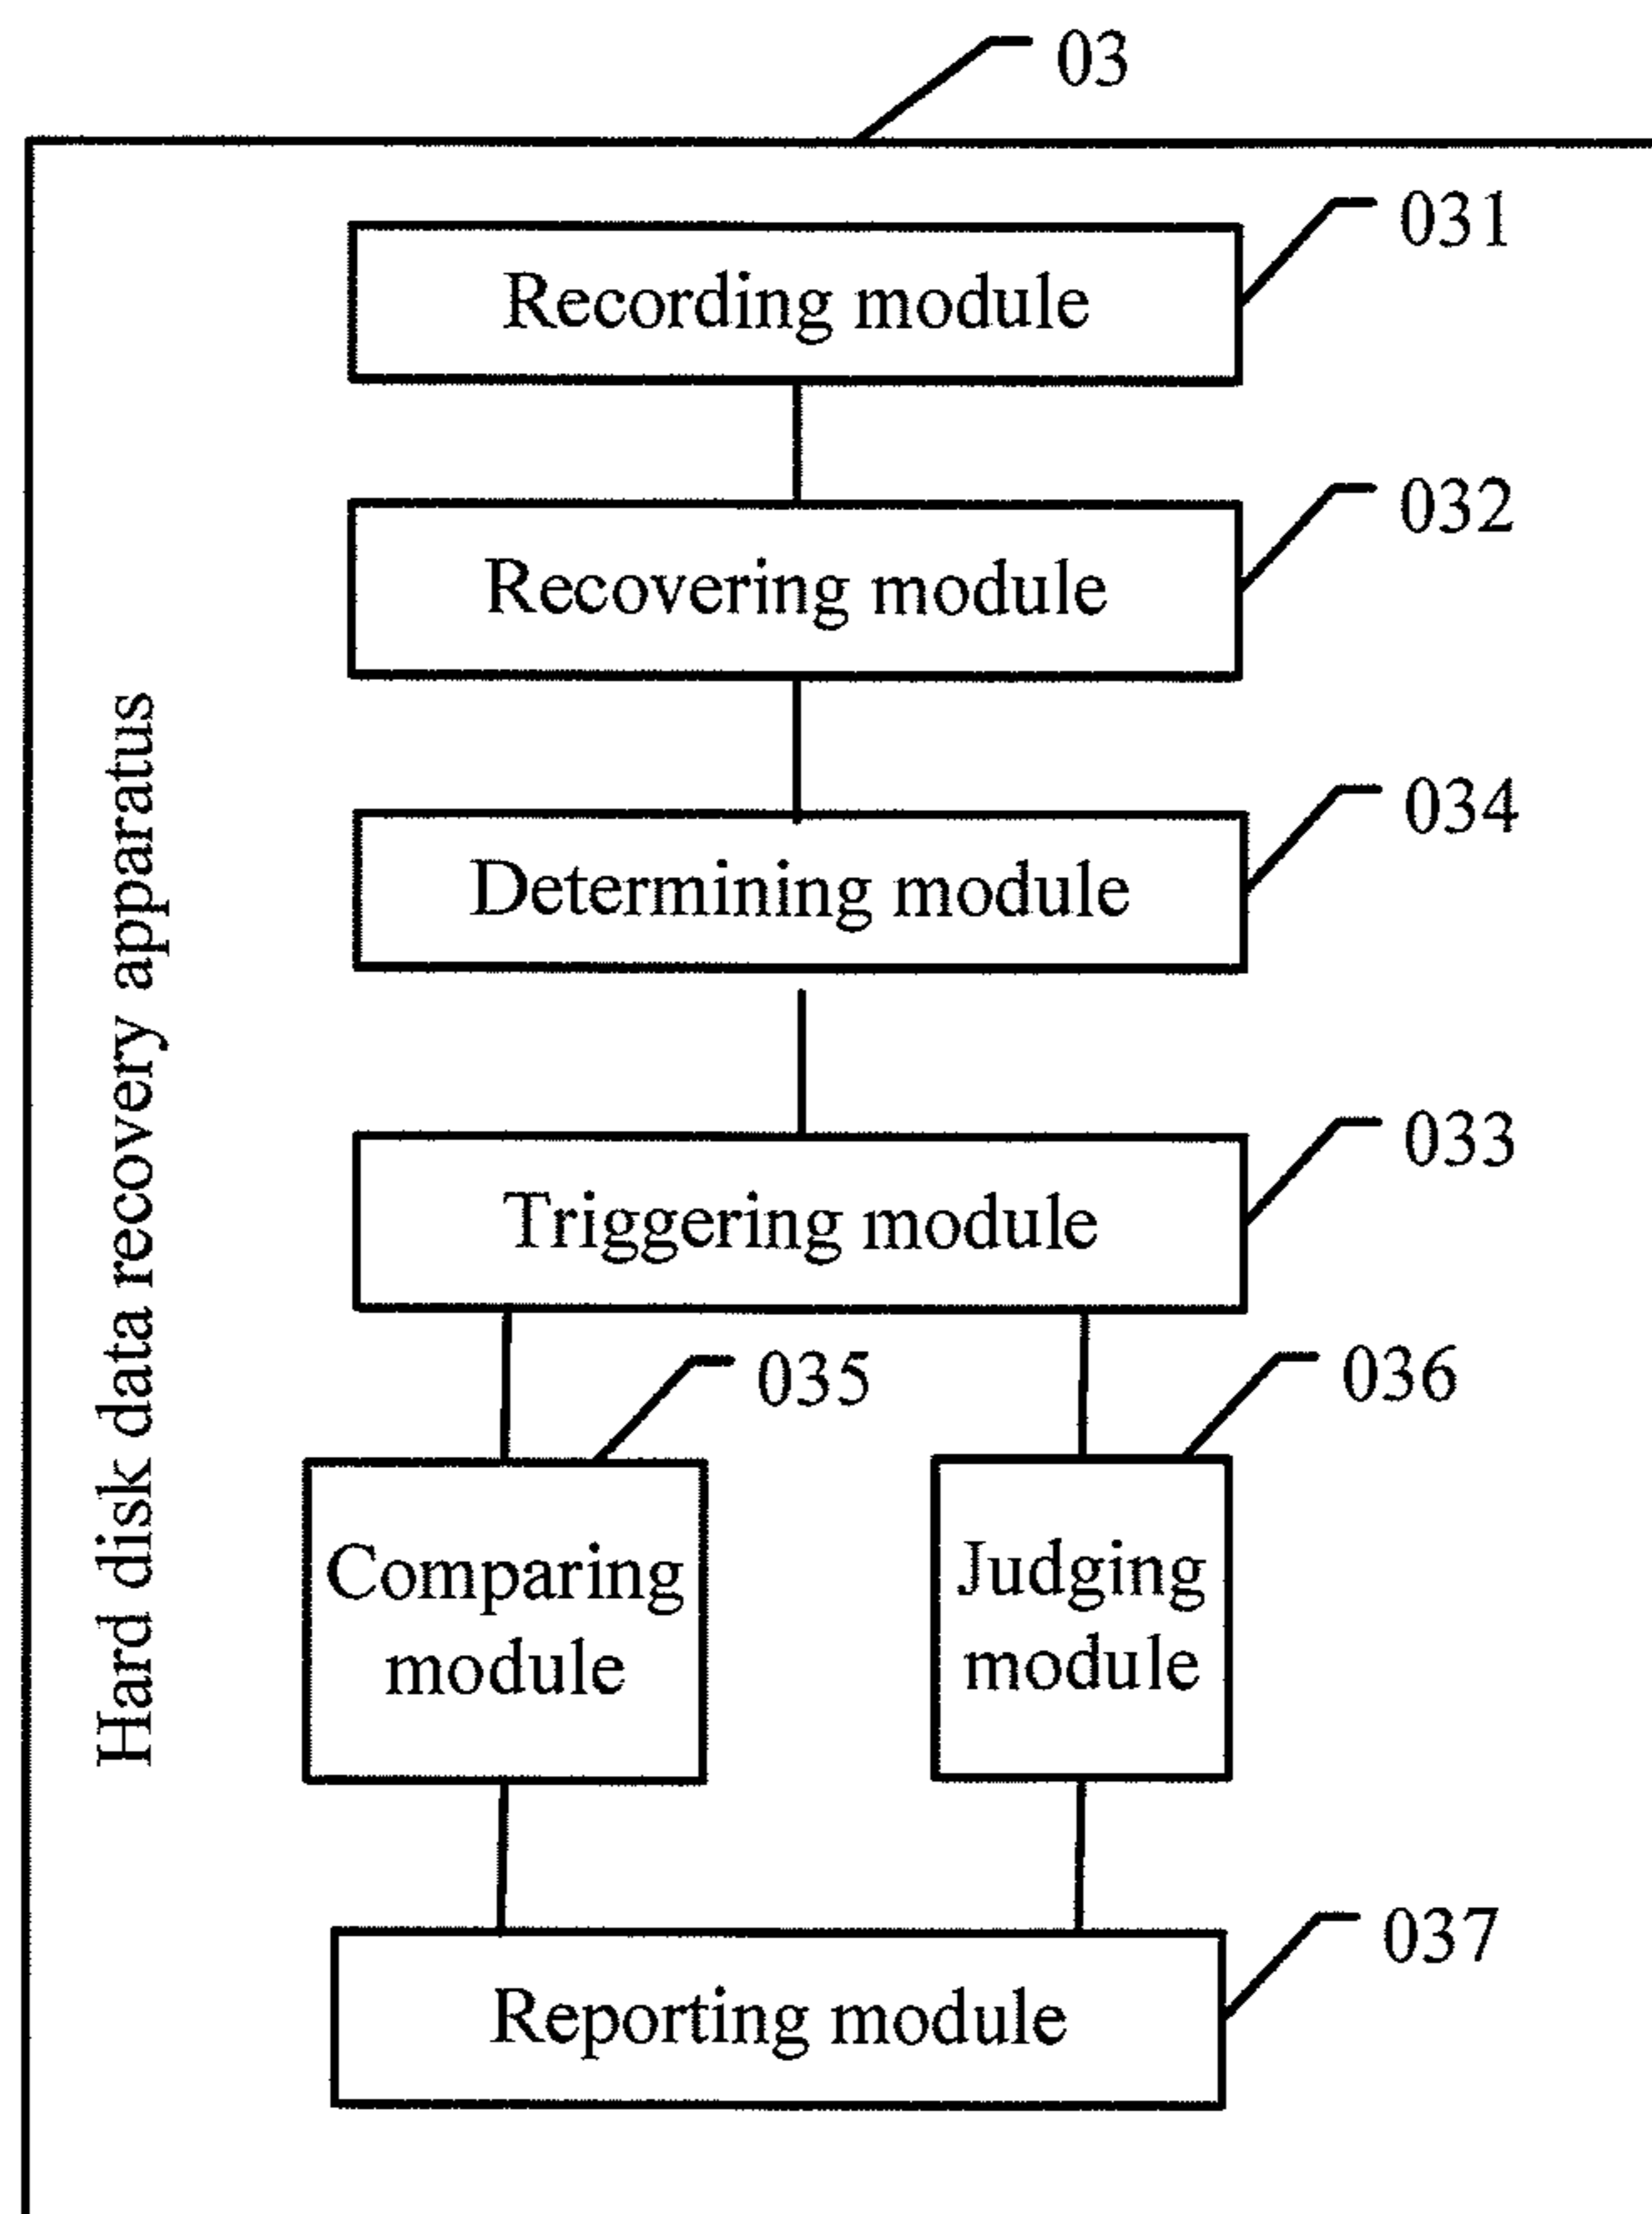 03
031
Recording module
032
Recovering module
034
Determining module
033
Triggering module
035
036
Comparing
module
Judging
module
037
Reporting module
Hard disk data recovery apparatus